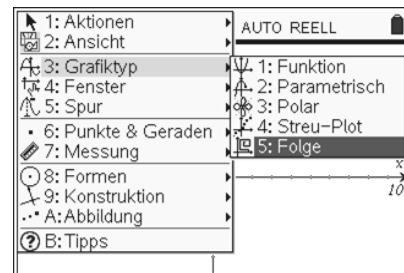 1: Aktionen
2: Ansicht
3: Grafiktyp
4: Fenster
5: Spur
6: Punkte & Geraden
7: Messung
8: Formen
9: Konstruktion
A: Abbildung
B: Tipps
AUTO REELL
1: Funktion
2: Parametrisch
3: Polar
4: Streu-Plot
5: Folge
x
10